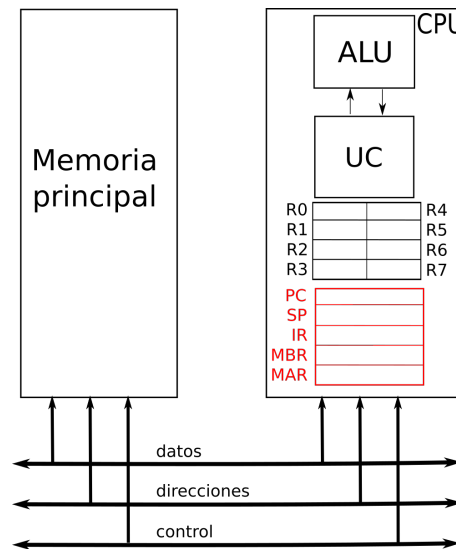 CPU
ALU
Memoria
principal
UC
R0 R4
R1 R5
R2 R6
R3 R7
PC
SP
IR
MBR
MAR
datos
direcciones
control